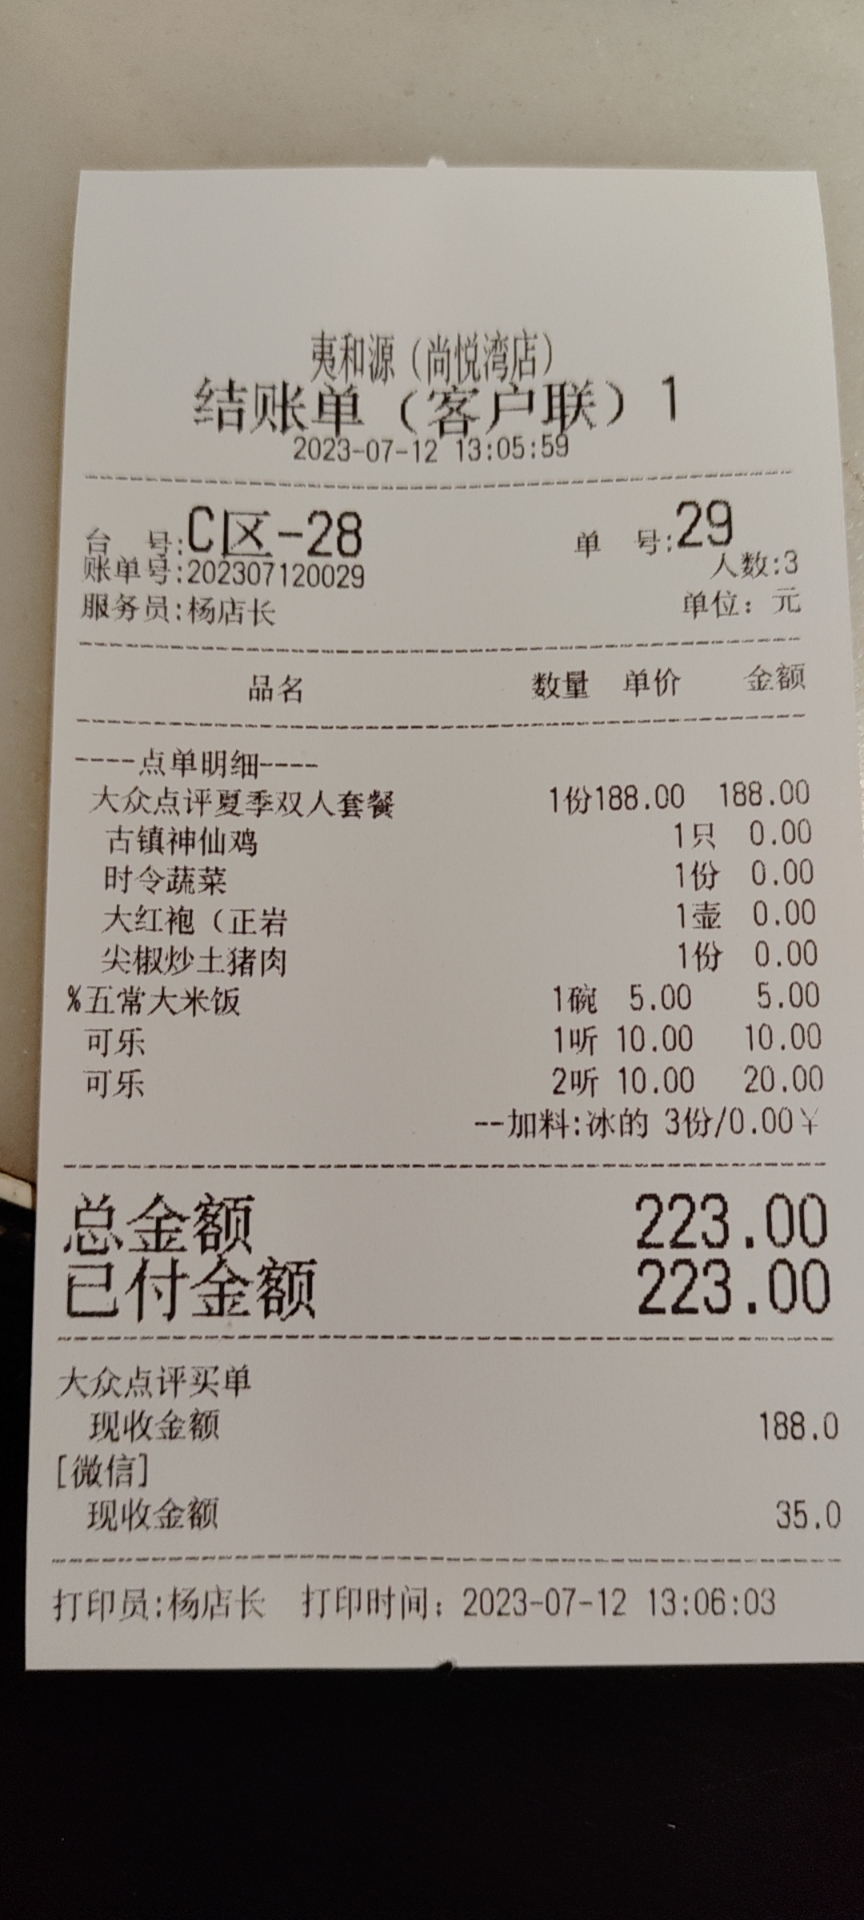 夷和源（尚悦湾店）
结账单（客户联）1
2023-07-12 13:05:59
台 号:C区-28 单 号:29
账单号:202307120029 人数:3
服务员:杨店长 单位：元
品名 数量 单价 金额
----点单明细----
大众点评夏季双人套餐 1份188.00 188.00
古镇神仙鸡 1只 0.00
时令蔬菜 1份 0.00
大红袍（正岩 1壶 0.00
尖椒炒土猪肉 1份 0.00
%五常大米饭 1碗 5.00 5.00
可乐 1听 10.00 10.00
可乐 2听 10.00 20.00
--加料:冰的 3份/0.00¥
总金额 223.00
已付金额 223.00
大众点评买单
现收金额 188.0
[微信]
现收金额 35.0
打印员:杨店长 打印时间：2023-07-12 13:06:03